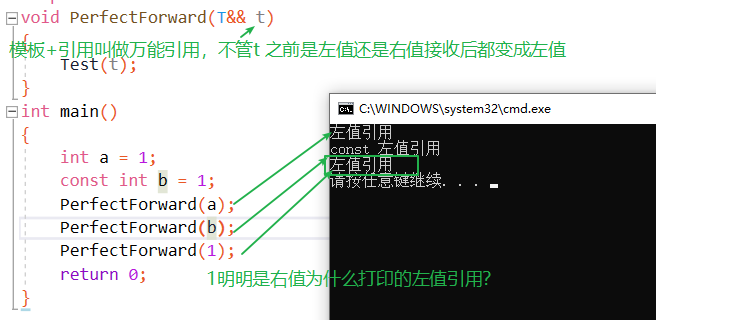 void PerfectForward(T&& t)
{
模板+引用叫做万能引用，不管t 之前是左值还是右值接收后都变成左值
Test(t);
}
int main()
{
int a = 1;
const int b = 1;
PerfectForward(a);
PerfectForward(b);
PerfectForward(1);
return 0;
}
C:\WINDOWS\system32\cmd.exe
左值引用
const 左值引用
左值引用
请按任意键继续. . .
1明明是右值为什么打印的左值引用?